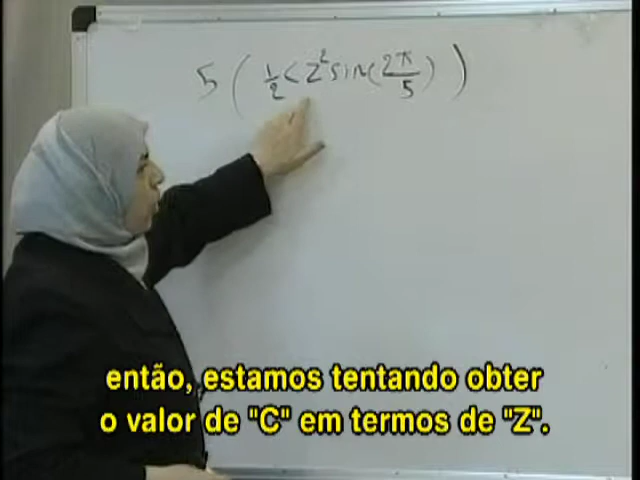 5 ( 1/2 < Z² sin( 2π/5 ) )
então, estamos tentando obter
o valor de "C" em termos de "Z".